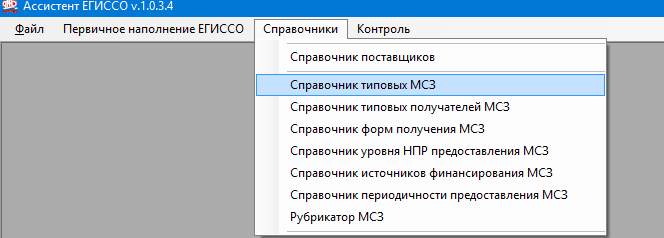 Ассистент ЕГИССО v.1.0.3.4
Файл Первичное наполнение ЕГИССО Справочники Контроль
Справочник поставщиков
Справочник типовых МСЗ
Справочник типовых получателей МСЗ
Справочник форм получения МСЗ
Справочник уровня НПР предоставления МСЗ
Справочник источников финансирования МСЗ
Справочник периодичности предоставления МСЗ
Рубрикатор МСЗ